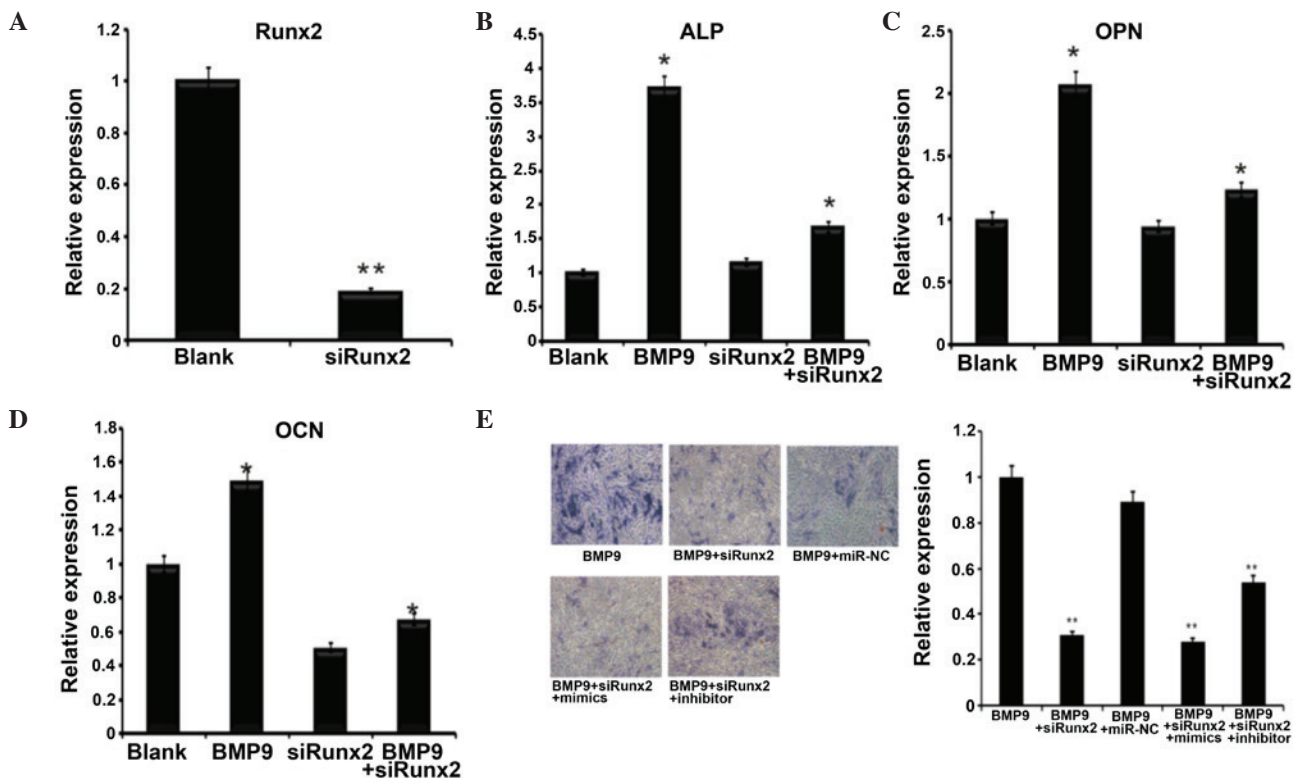 A
Runx2
Relative expression
1.2
1
0.8
0.6
0.4
0.2
0
**
Blank
siRunx2
B
ALP
Relative expression
4.5
4
3.5
3
2.5
2
1.5
1
0.5
0
*
*
Blank
BMP9
siRunx2
BMP9
+siRunx2
C
OPN
Relative expression
2.5
2
1.5
1
0.5
0
*
*
Blank
BMP9
siRunx2
BMP9
+siRunx2
D
OCN
Relative expression
1.8
1.6
1.4
1.2
1
0.8
0.6
0.4
0.2
0
*
*
Blank
BMP9
siRunx2
BMP9
+siRunx2
E
BMP9
BMP9+siRunx2
BMP9+miR-NC
BMP9+siRunx2
+mimics
BMP9+siRunx2
+inhibitor
Relative expression
1.2
1
0.8
0.6
0.4
0.2
0
**
**
**
BMP9
BMP9
+siRunx2
BMP9
+miR-NC
BMP9
+siRunx2
+mimics
BMP9
+siRunx2
+inhibitor